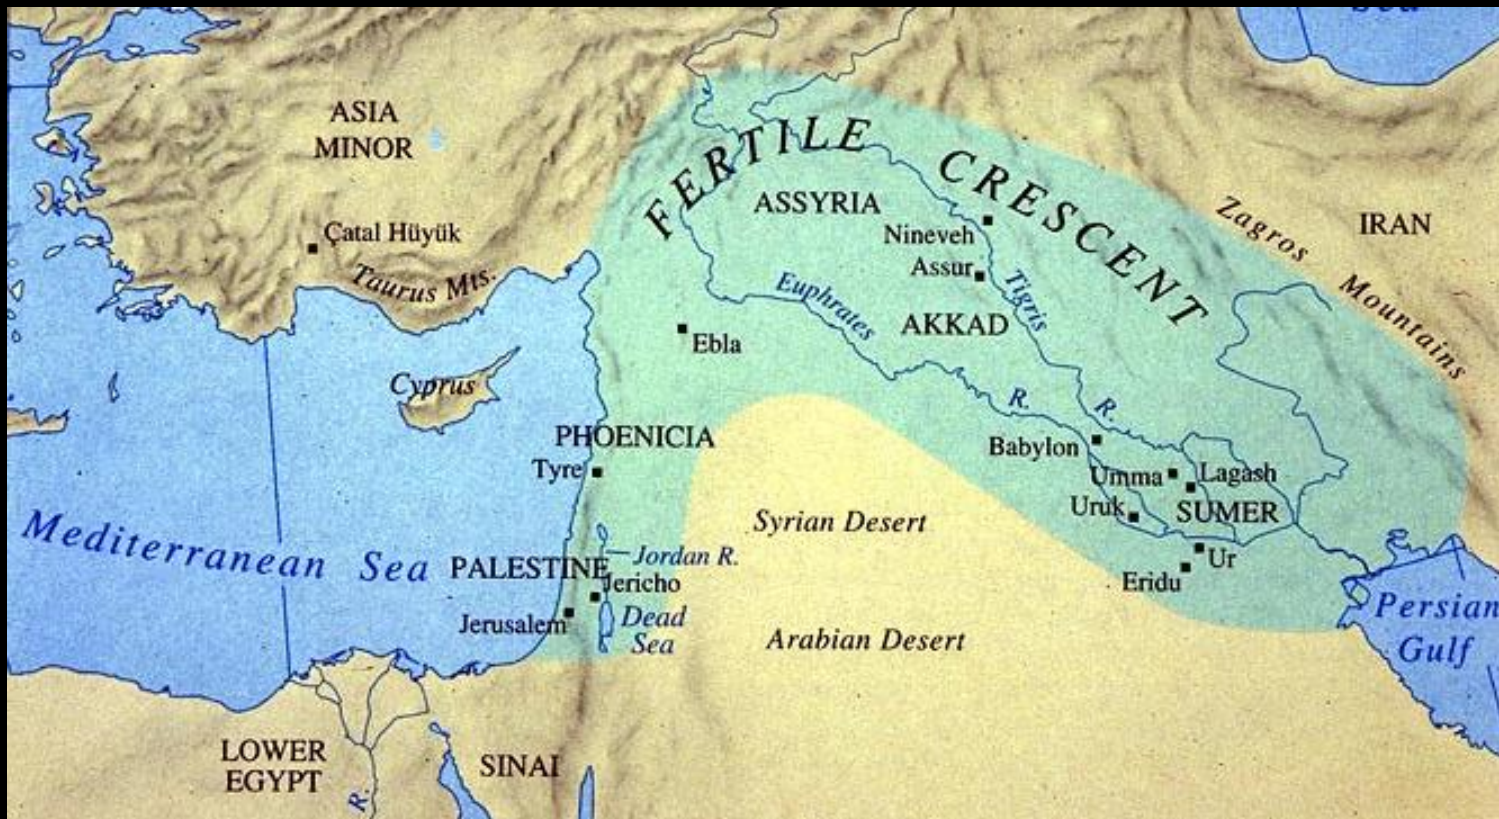 Sea
ASIA
MINOR
FERTILE CRESCENT
ASSYRIA
Zagros Mountains
IRAN
Çatal Hüyük
Nineveh
Taurus Mts.
Assur
Euphrates R.
Tigris R.
AKKAD
Ebla
Cyprus
PHOENICIA
Babylon
Tyre
Umma
Lagash
Uruk
SUMER
Syrian Desert
Mediterranean Sea
Jordan R.
Ur
PALESTINE
Jericho
Eridu
Persian
Gulf
Jerusalem
Dead
Sea
Arabian Desert
LOWER
EGYPT
SINAI
R.